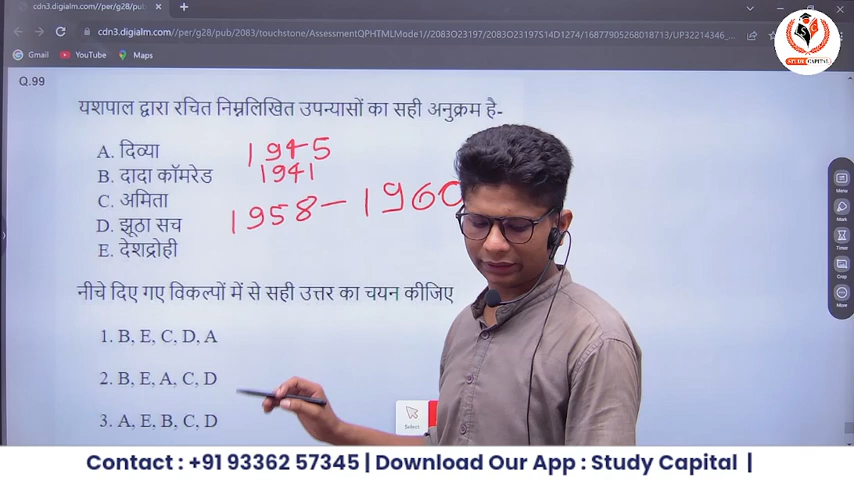 cdn3.digialm.com//per/g28/pub
cdn3.digialm.com//per/g28/pub/2083/touchstone/AssessmentQPHTMLMode1//2083O23197/2083O23197S14D1274/16877905268018713/UP32214346_...
Gmail YouTube Maps
STUDY CAPITAL
Q.99
यशपाल द्वारा रचित निम्नलिखित उपन्यासों का सही अनुक्रम है-
A. दिव्या 1945
B. दादा कॉमरेड 1941
C. अमिता
D. झूठा सच 1958-1960
E. देशद्रोही
नीचे दिए गए विकल्पों में से सही उत्तर का चयन कीजिए
1. B, E, C, D, A
2. B, E, A, C, D
3. A, E, B, C, D
Menu
Mark
Timer
Crop
More
Select
Contact : +91 93362 57345 | Download Our App : Study Capital |